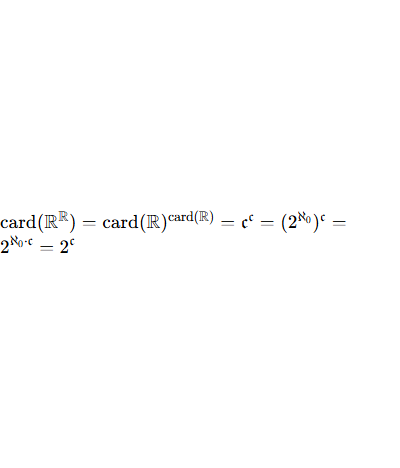 card(ℝ^ℝ) = card(ℝ)^card(ℝ) = 𝔠^𝔠 = (2^ℵ₀)^𝔠 =
2^ℵ₀·𝔠 = 2^𝔠